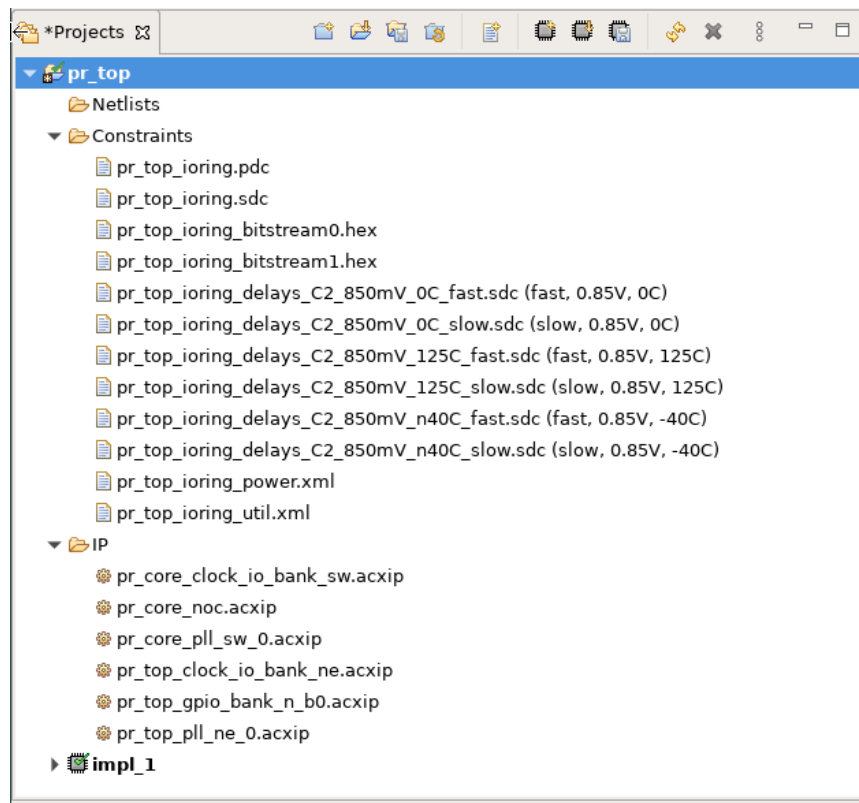 *Projects
pr_top
Netlists
Constraints
pr_top_ioring.pdc
pr_top_ioring.sdc
pr_top_ioring_bitstream0.hex
pr_top_ioring_bitstream1.hex
pr_top_ioring_delays_C2_850mV_0C_fast.sdc (fast, 0.85V, 0C)
pr_top_ioring_delays_C2_850mV_0C_slow.sdc (slow, 0.85V, 0C)
pr_top_ioring_delays_C2_850mV_125C_fast.sdc (fast, 0.85V, 125C)
pr_top_ioring_delays_C2_850mV_125C_slow.sdc (slow, 0.85V, 125C)
pr_top_ioring_delays_C2_850mV_n40C_fast.sdc (fast, 0.85V, -40C)
pr_top_ioring_delays_C2_850mV_n40C_slow.sdc (slow, 0.85V, -40C)
pr_top_ioring_power.xml
pr_top_ioring_util.xml
IP
pr_core_clock_io_bank_sw.acxip
pr_core_noc.acxip
pr_core_pll_sw_0.acxip
pr_top_clock_io_bank_ne.acxip
pr_top_gpio_bank_n_b0.acxip
pr_top_pll_ne_0.acxip
impl_1